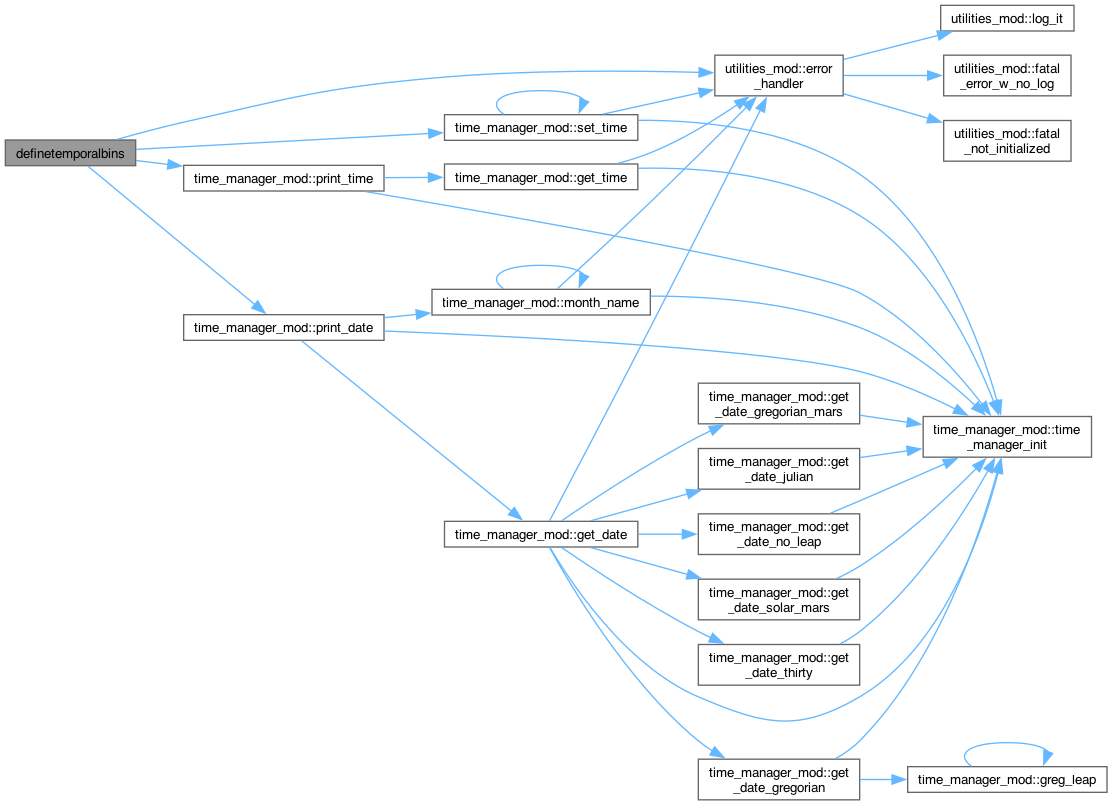 definetemporalbins
time_manager_mod::print_time
time_manager_mod::print_date
time_manager_mod::set_time
time_manager_mod::get_time
time_manager_mod::month_name
time_manager_mod::get_date
utilities_mod::error
_handler
time_manager_mod::get
_date_gregorian_mars
time_manager_mod::get
_date_julian
time_manager_mod::get
_date_no_leap
time_manager_mod::get
_date_solar_mars
time_manager_mod::get
_date_thirty
time_manager_mod::get
_date_gregorian
utilities_mod::log_it
utilities_mod::fatal
_error_w_no_log
utilities_mod::fatal
_not_initialized
time_manager_mod::time
_manager_init
time_manager_mod::greg_leap